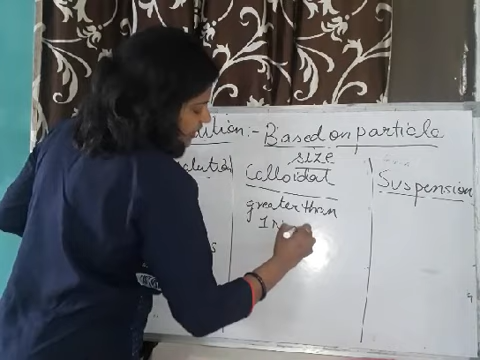 :- Based on particle
size
Colloidal
Suspension
greater than